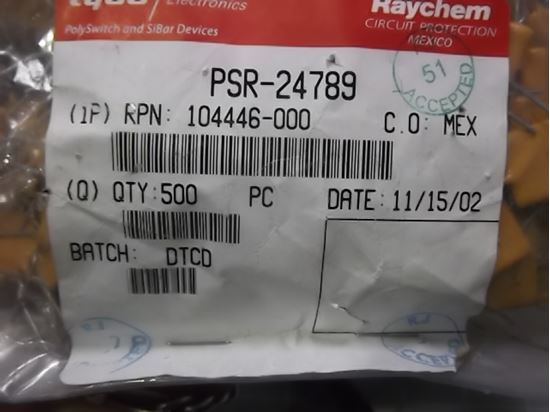 tyco Electronics Raychem
PolySwitch and SiBar Devices CIRCUIT PROTECTION
MEXICO
PSR-24789
51
ACCEPTED
(1P) RPN: 104446-000 C.O: MEX
(Q) QTY:500 PC DATE: 11/15/02
BATCH: DTCD